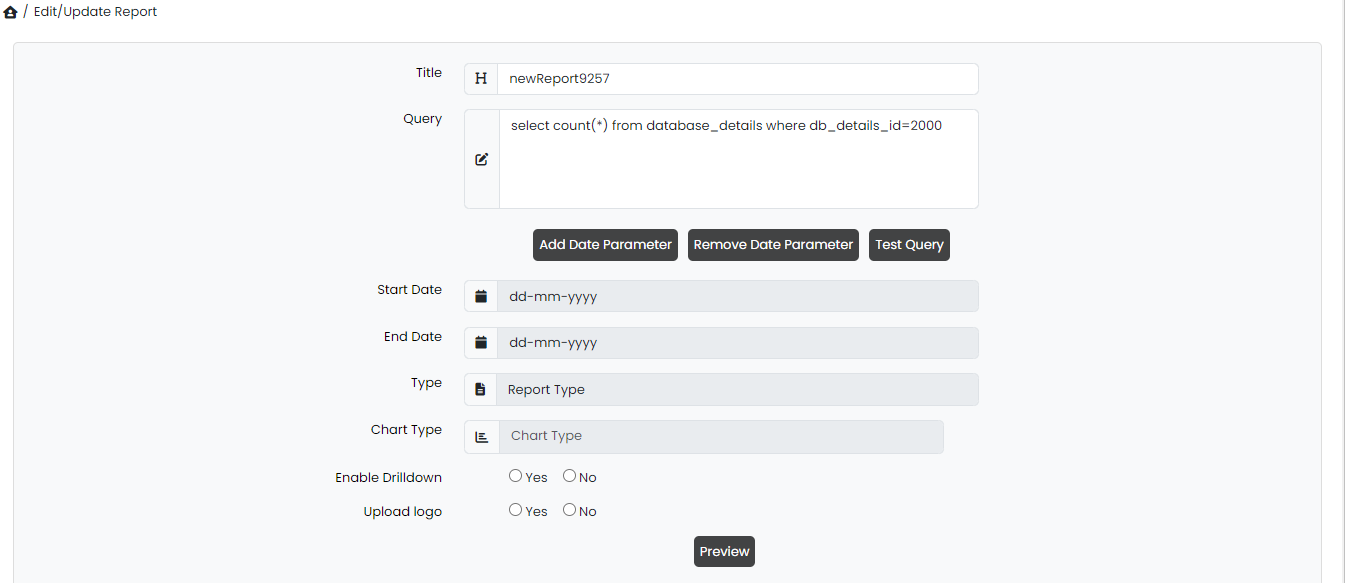 / Edit/Update Report
Title
H newReport9257
Query
select count(*) from database_details where db_details_id=2000
Add Date Parameter Remove Date Parameter Test Query
Start Date
dd-mm-yyyy
End Date
dd-mm-yyyy
Type
Report Type
Chart Type
Chart Type
Enable Drilldown
Yes No
Upload logo
Yes No
Preview